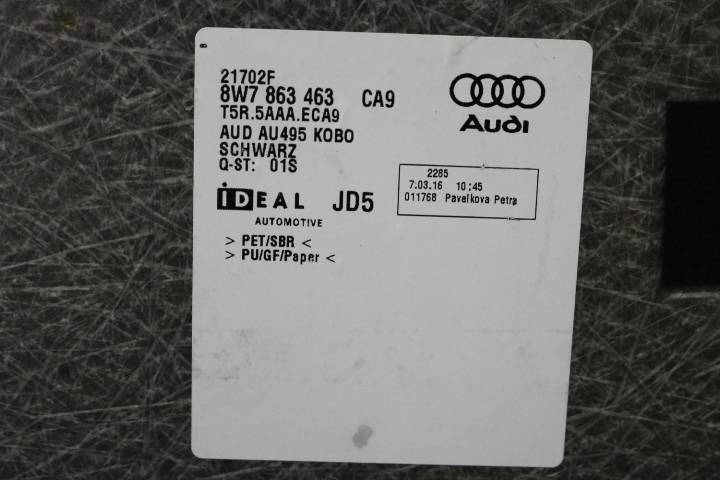 21702F
8W7 863 463 CA9
T5R.5AAA.ECA9
AUD AU495 KOBO
SCHWARZ
Q-ST: 01S
Audi
2285
7.03.16 10:45
011768 Pavelkova Petra
iDEAL JD5
AUTOMOTIVE
> PET/SBR <
> PU/GF/Paper <